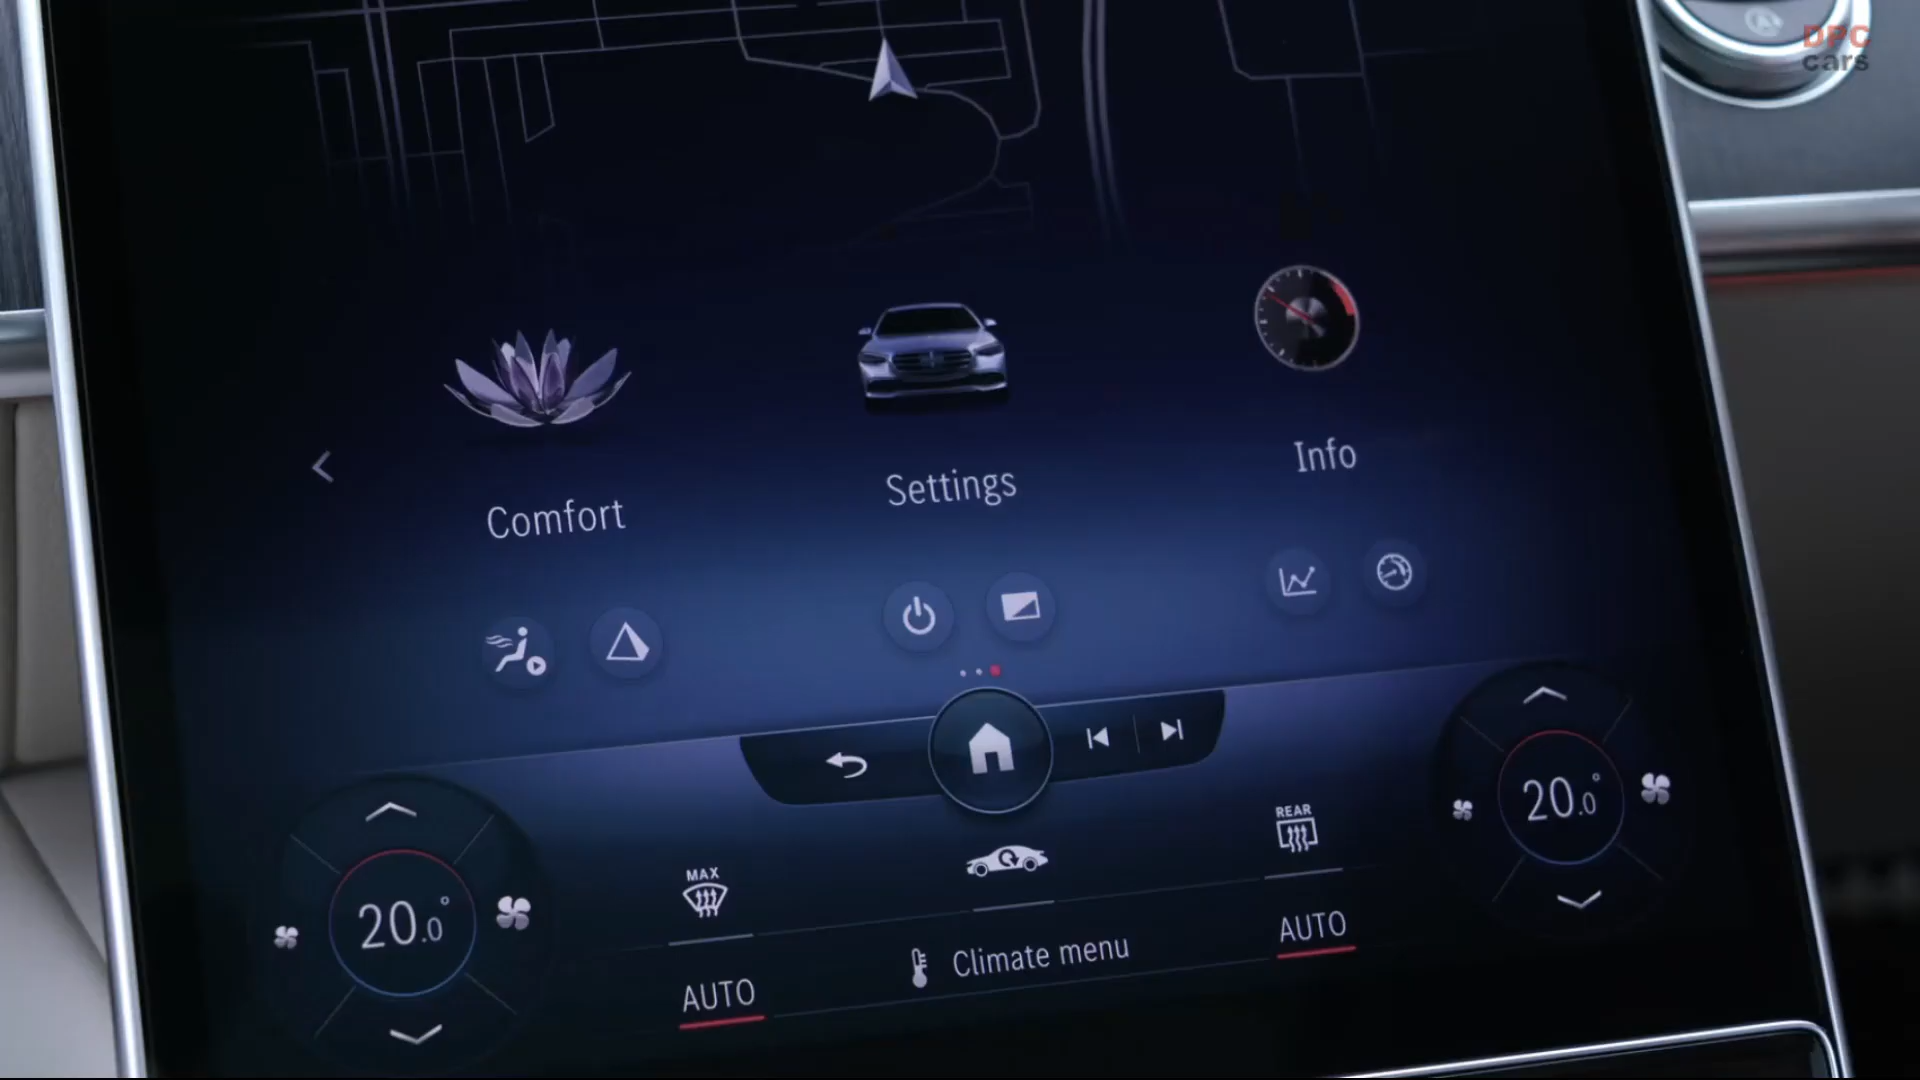 DPC
cars
Comfort
Settings
Info
20.0°
REAR
MAX
20.0°
AUTO
Climate menu
AUTO